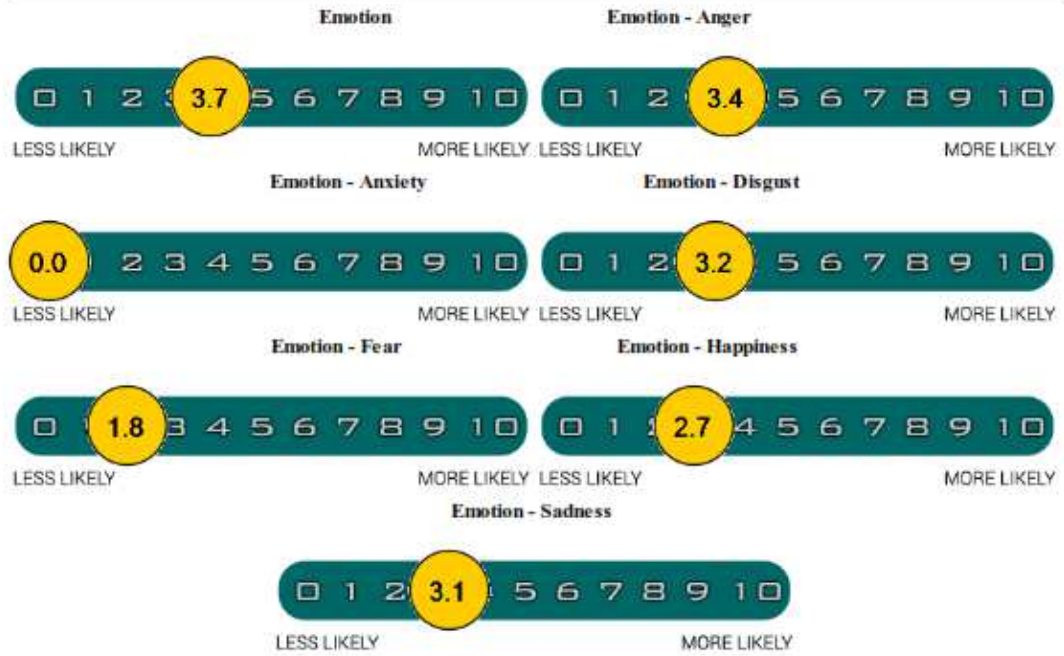 Emotion
Emotion - Anger
0 1 2 3 3.7 5 6 7 8 9 10
0 1 2 3.4 5 6 7 8 9 10
LESS LIKELY MORE LIKELY
LESS LIKELY MORE LIKELY
Emotion - Anxiety
Emotion - Disgust
0.0 2 3 4 5 6 7 8 9 10
0 1 2 3.2 5 6 7 8 9 10
LESS LIKELY MORE LIKELY
LESS LIKELY MORE LIKELY
Emotion - Fear
Emotion - Happiness
0 1.8 3 4 5 6 7 8 9 10
0 1 2.7 4 5 6 7 8 9 10
LESS LIKELY MORE LIKELY
LESS LIKELY MORE LIKELY
Emotion - Sadness
0 1 2 3.1 5 6 7 8 9 10
LESS LIKELY MORE LIKELY